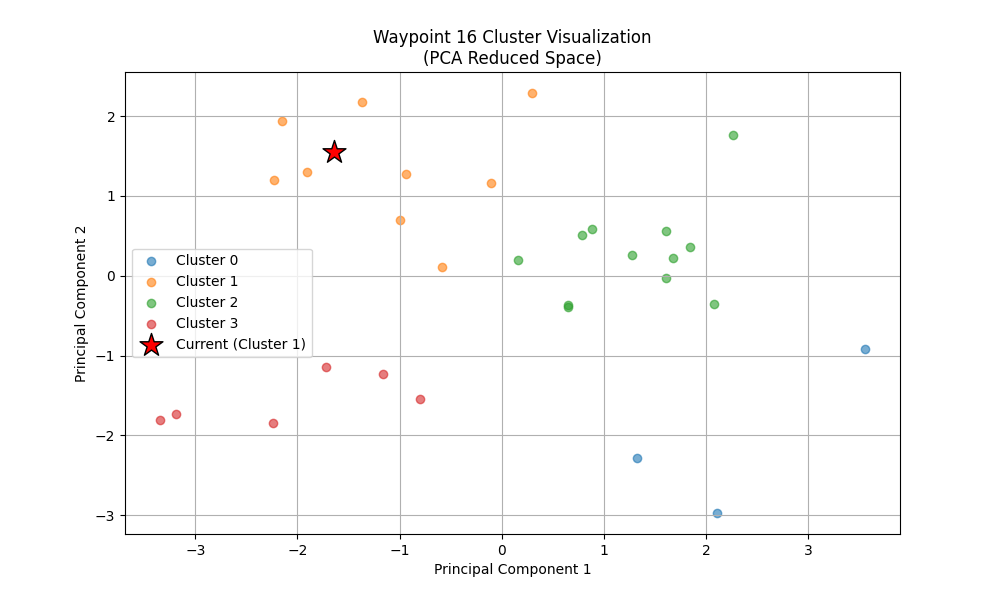 Waypoint 16 Cluster Visualization
(PCA Reduced Space)
Principal Component 2
2
1
0
−1
−2
−3
Cluster 0
Cluster 1
Cluster 2
Cluster 3
Current (Cluster 1)
−3
−2
−1
0
1
2
3
Principal Component 1